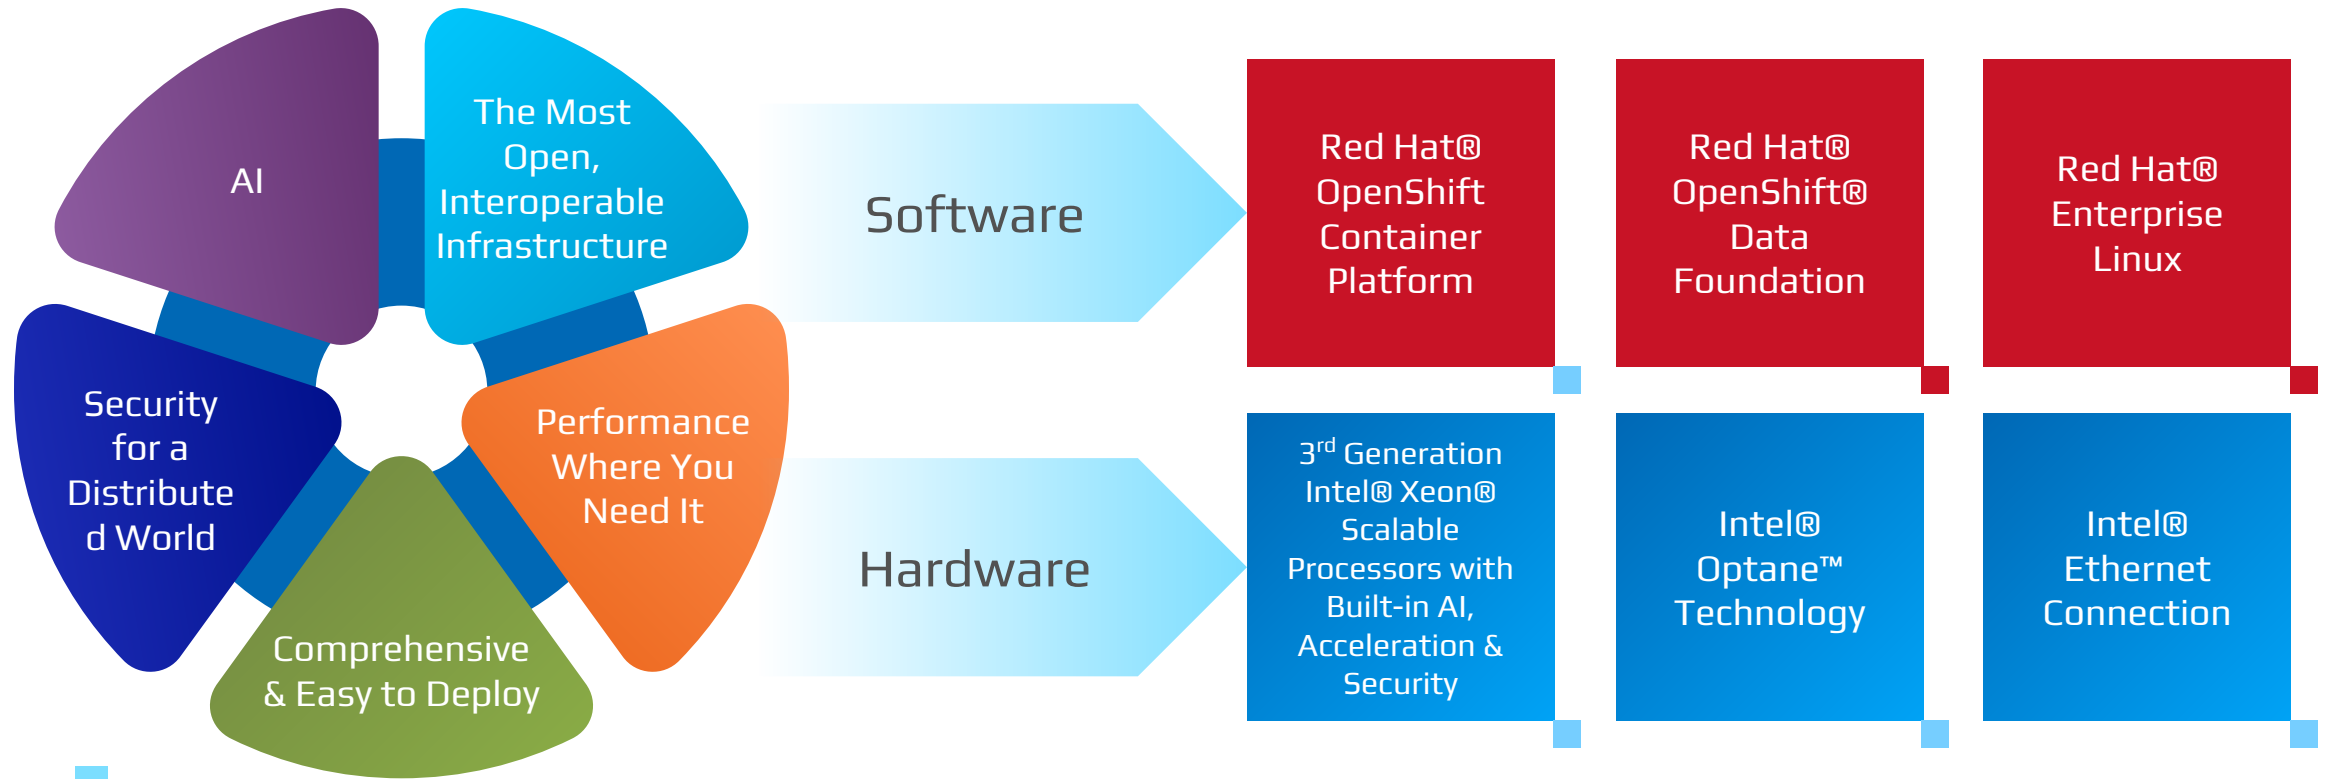 AI
The Most
Open,
Interoperable
Infrastructure
Security
for a
Distribute
d World
Performance
Where You
Need It
Comprehensive
& Easy to Deploy
Software
Red Hat®
OpenShift
Container
Platform
Red Hat®
OpenShift®
Data
Foundation
Red Hat®
Enterprise
Linux
Hardware
3rd Generation
Intel® Xeon®
Scalable
Processors with
Built-in AI,
Acceleration &
Security
Intel®
Optane™
Technology
Intel®
Ethernet
Connection